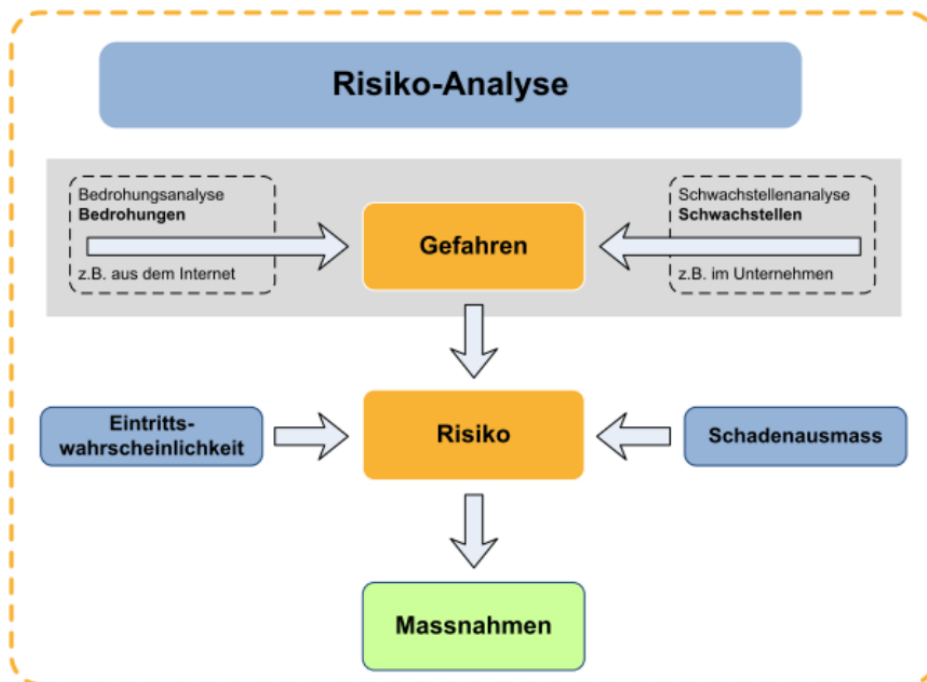 Risiko-Analyse
Bedrohungsanalyse
Bedrohungen
z.B. aus dem Internet
Gefahren
Schwachstellenanalyse
Schwachstellen
z.B. im Unternehmen
Eintritts-
wahrscheinlichkeit
Risiko
Schadenausmass
Massnahmen